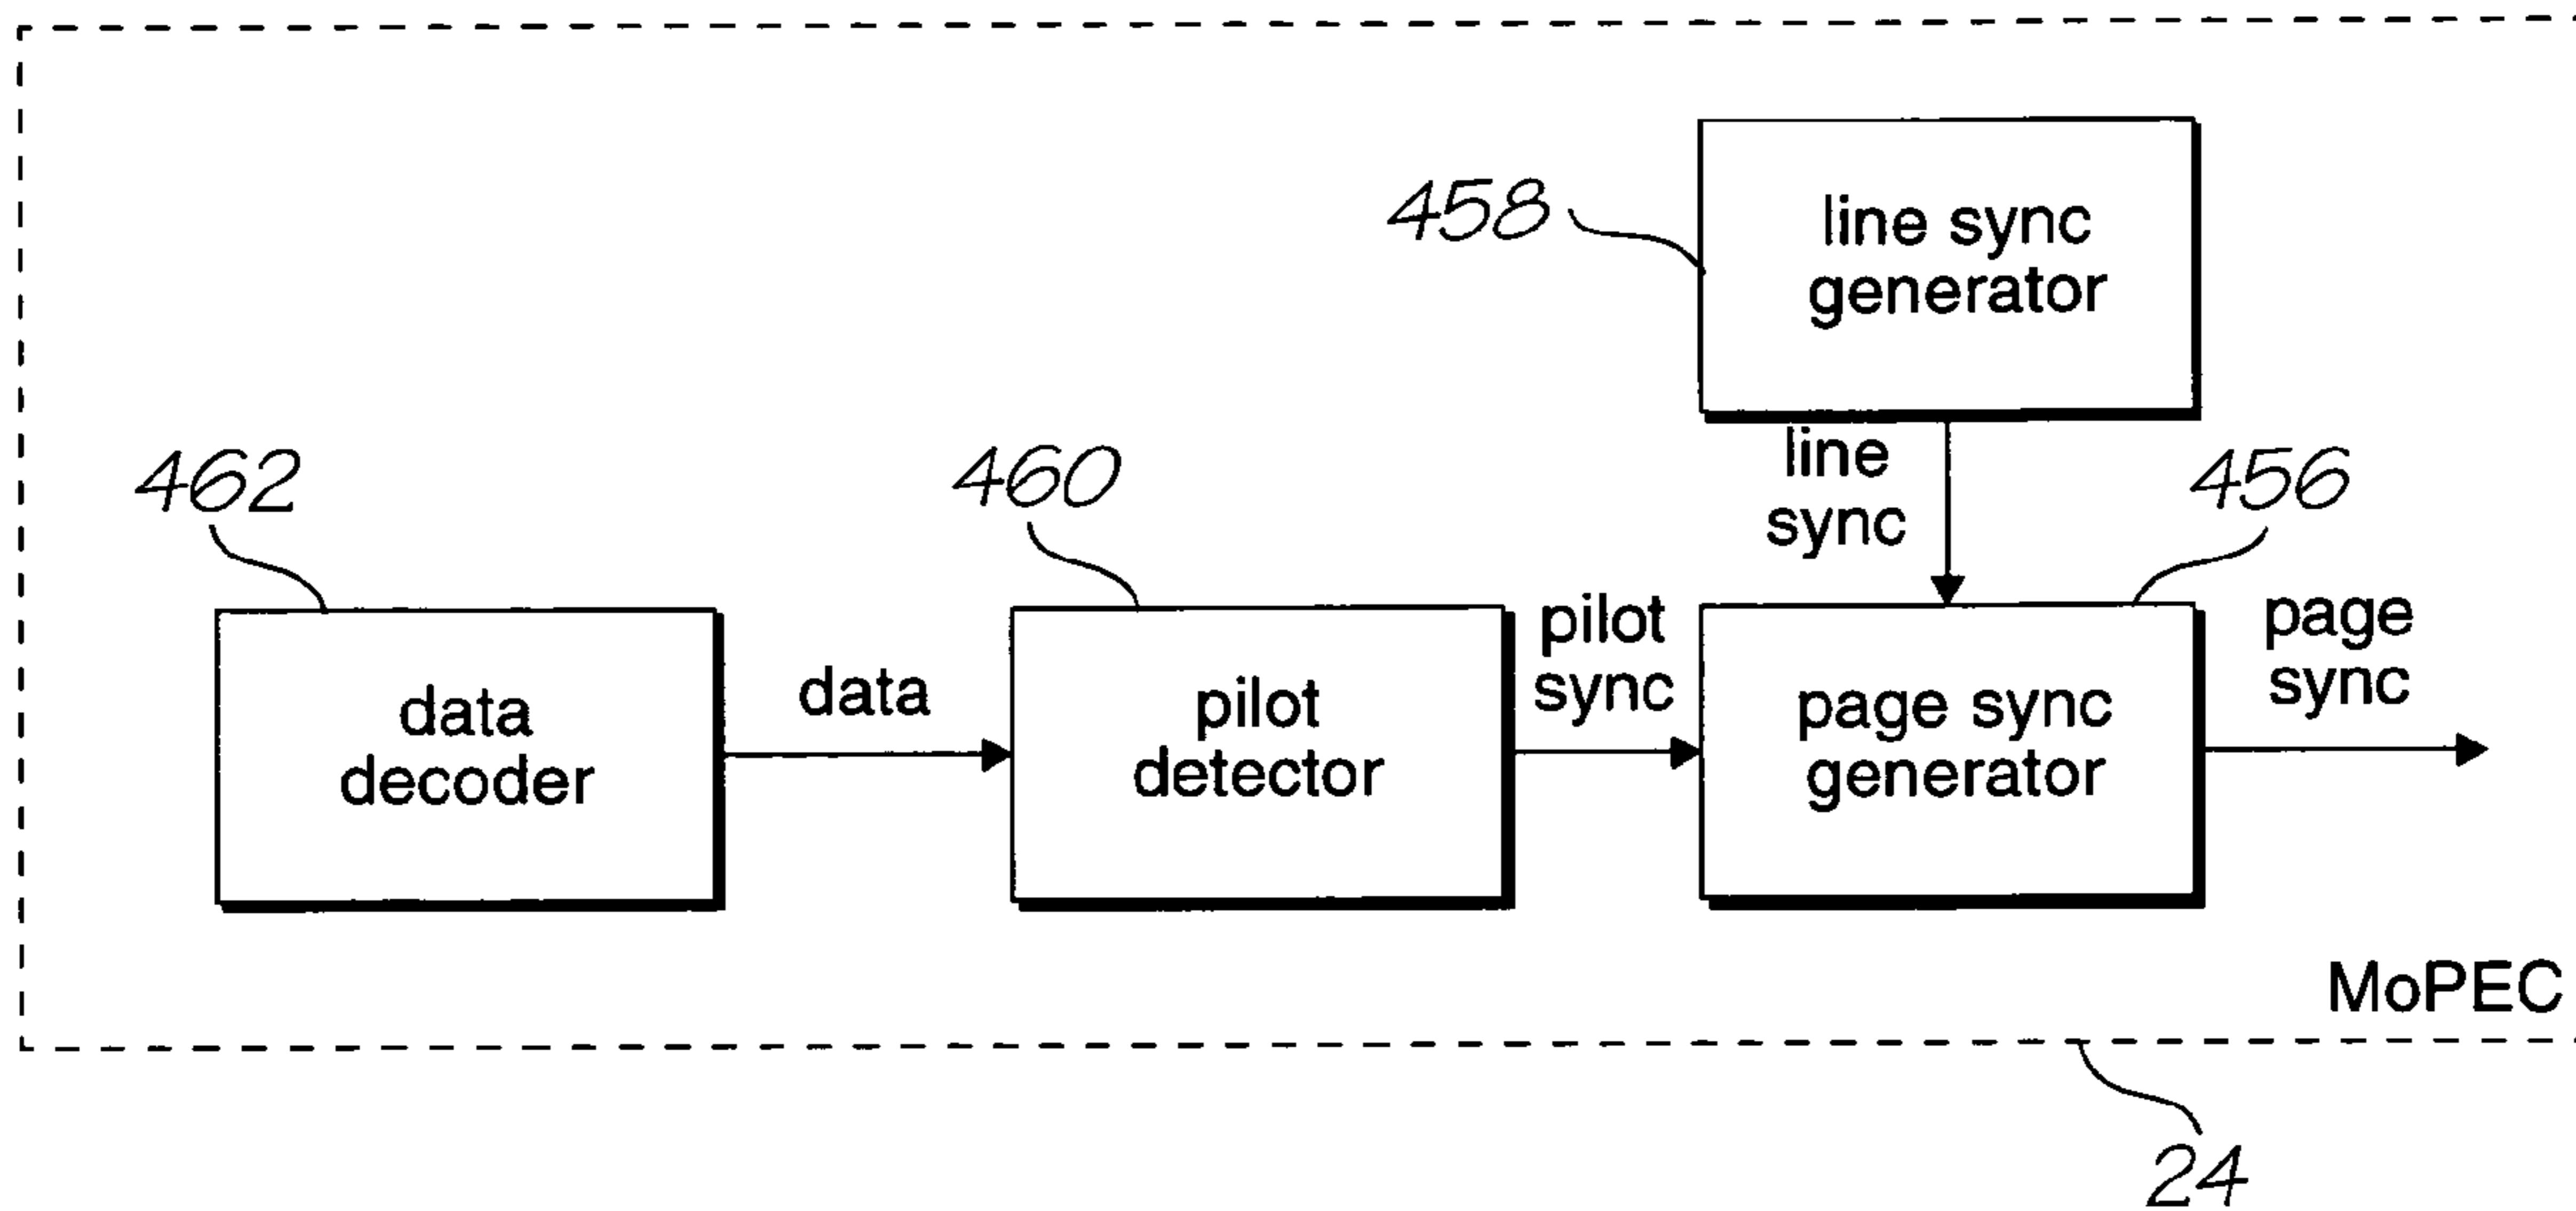 458
line sync
generator
line
sync
462
460
456
data
decoder
data
pilot
detector
pilot
sync
page sync
generator
page
sync
MoPEC
24